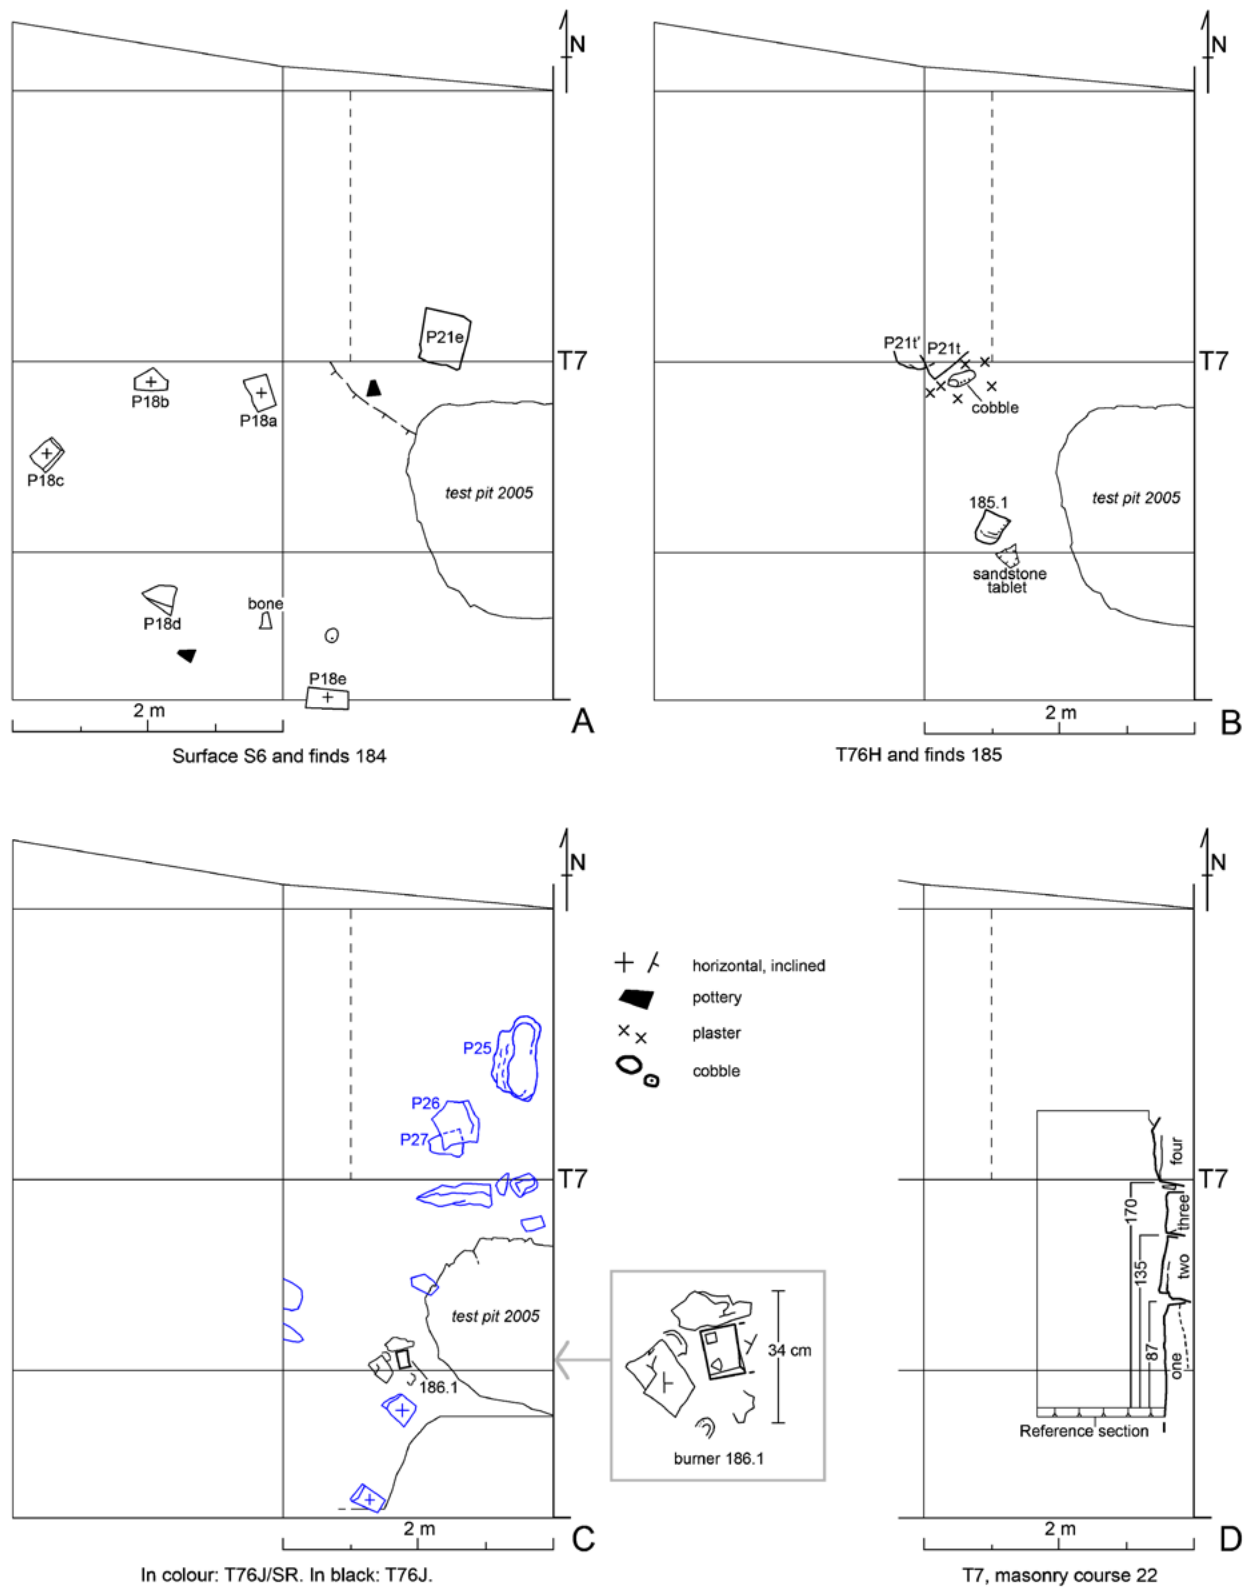 N
P21e
T7
P18b
P18a
P18c
test pit 2005
P18d
bone
P18e
2 m
A
Surface S6 and finds 184
N
P21t'
P21t
T7
cobble
185.1
test pit 2005
sandstone
tablet
2 m
B
T76H and finds 185
N
P25
P26
P27
T7
test pit 2005
186.1
2 m
C
In colour: T76J/SR. In black: T76J.
horizontal, inclined
pottery
plaster
cobble
34 cm
burner 186.1
N
four
T7
three
170
two
135
87
one
Reference section
2 m
D
T7, masonry course 22